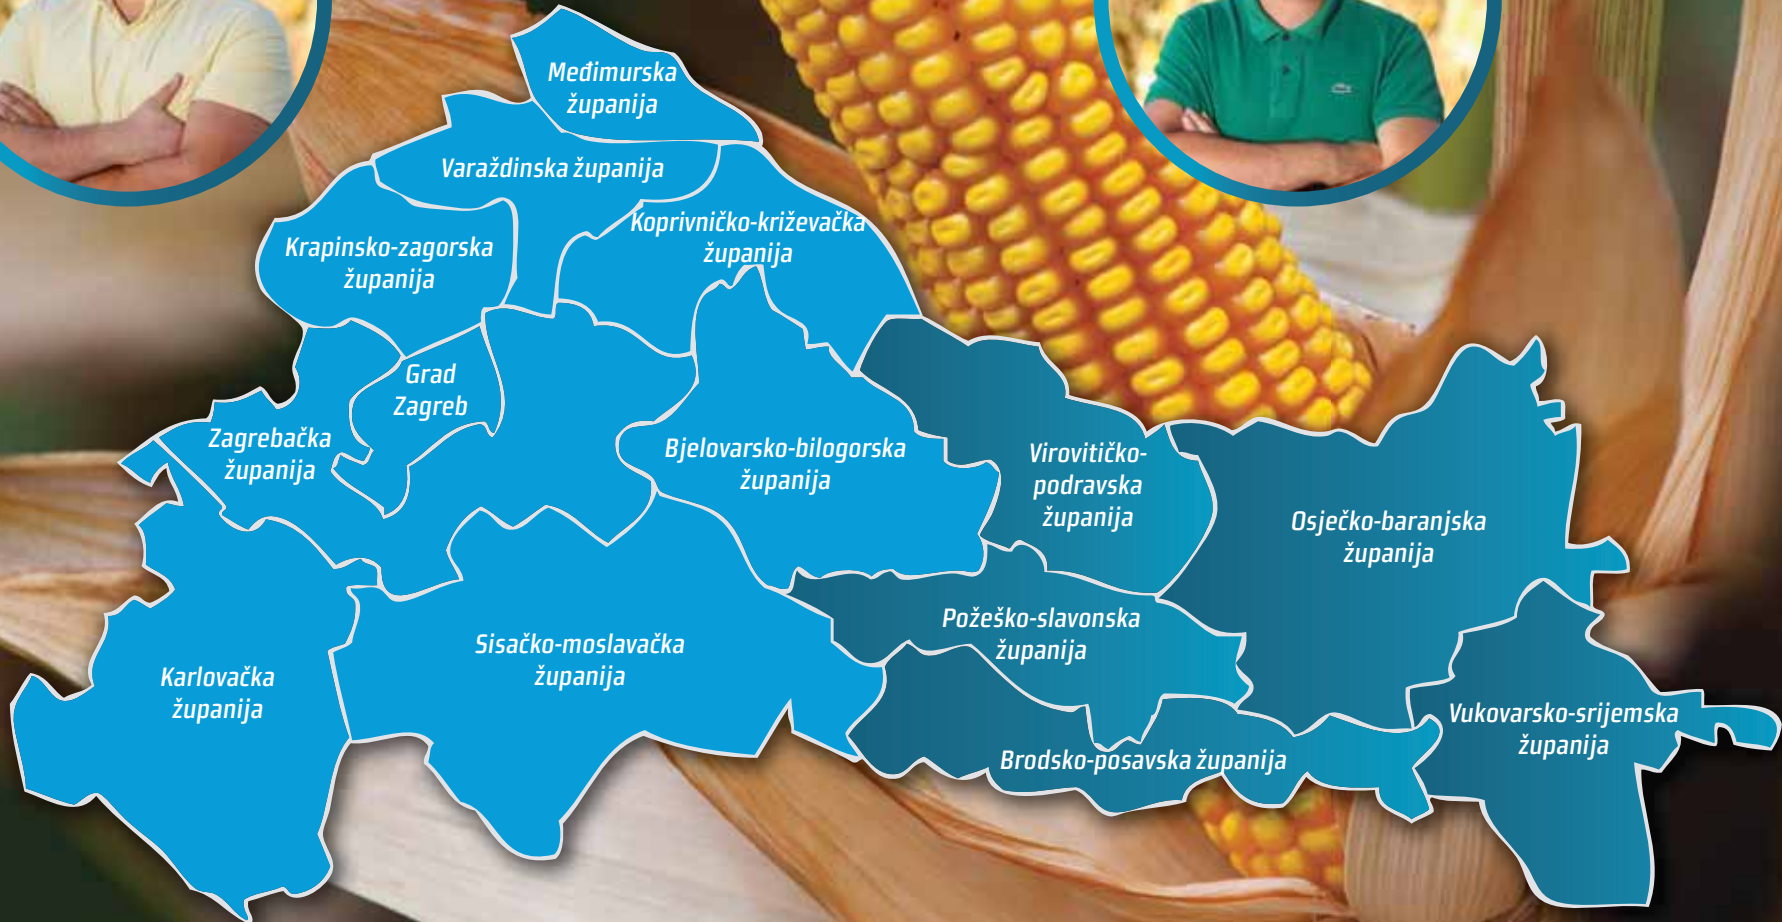 Međimurska
županija
Varaždinska županija
Koprivničko-križevačka
županija
Krapinsko-zagorska
županija
Grad
Zagreb
Zagrebačka
županija
Bjelovarsko-bilogorska
županija
Virovitičko-
podravska
županija
Osječko-baranjska
županija
Požeško-slavonska
županija
Sisačko-moslavačka
županija
Karlovačka
županija
Vukovarsko-srijemska
županija
Brodsko-posavska županija